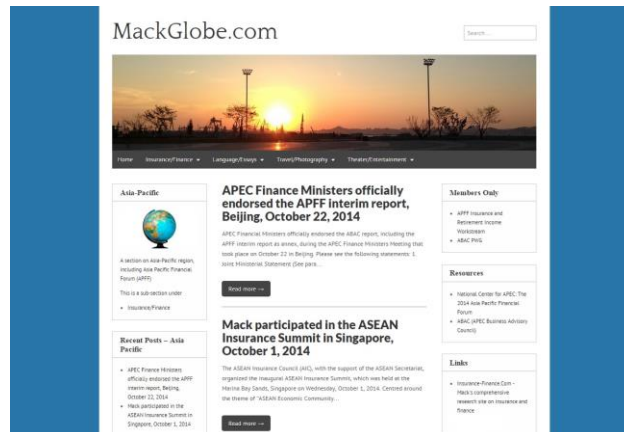 MackGlobe.com
Search ...
Home Insurance/Finance Language/Essays Travel/Photography Theater/Entertainment
Asia-Pacific
A section on Asia-Pacific region,
including Asia Pacific Financial
Forum (APFF).
This is a sub-section under
Insurance/Finance
Recent Posts – Asia
Pacific
APEC Finance Ministers
officially endorsed the APFF
interim report, Beijing,
October 22, 2014
Mack participated in the
ASEAN Insurance Summit in
Singapore, October 1, 2014
APEC Finance Ministers officially
endorsed the APFF interim report,
Beijing, October 22, 2014
APEC Financial Ministers officially endorsed the ABAC report, including the
APFF interim report as annex, during the APEC Finance Ministers Meeting that
took place on October 22 in Beijing. Please see the following statements: 1.
Joint Ministerial Statement (See para...
Read more →
Mack participated in the ASEAN
Insurance Summit in Singapore,
October 1, 2014
The ASEAN Insurance Council (AIC), with the support of the ASEAN Secretariat,
organized the inaugural ASEAN Insurance Summit, which was held at the
Marina Bay Sands, Singapore on Wednesday, October 1, 2014. Centred around
the theme of "ASEAN Economic Community...
Read more →
Members Only
APFF Insurance and
Retirement Income
Workstream
ABAC PWG
Resources
National Center for APEC: The
2014 Asia Pacific Financial
Forum
ABAC (APEC Business Advisory
Council)
Links
Insurance-Finance.Com –
Mack's comprehensive
research site on insurance and
finance